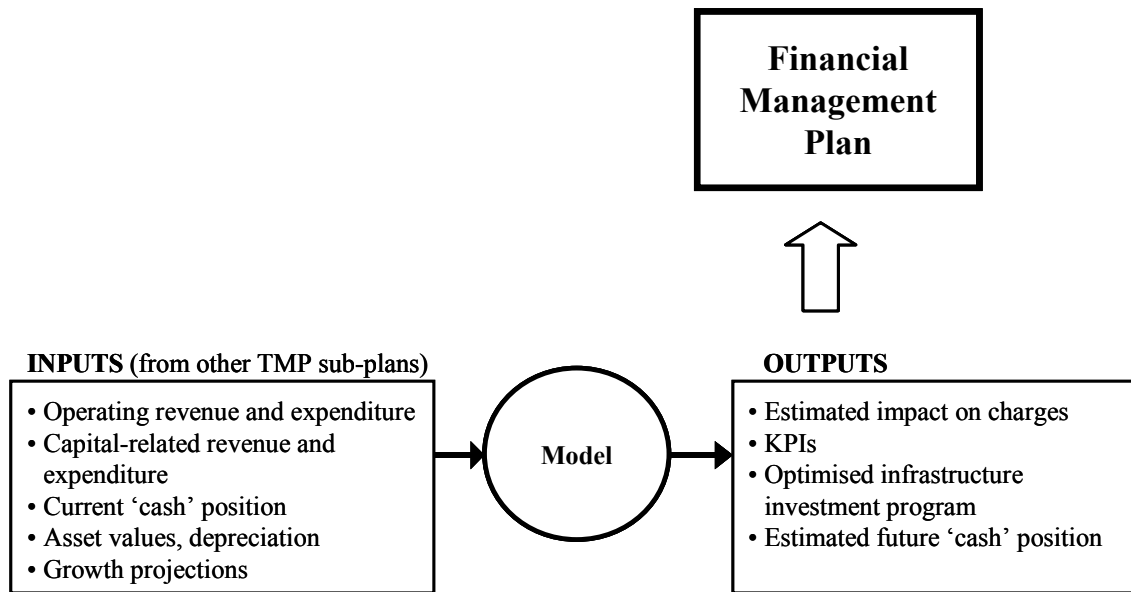 Financial
Management
Plan
INPUTS (from other TMP sub-plans)
• Operating revenue and expenditure
• Capital-related revenue and
expenditure
• Current ‘cash’ position
• Asset values, depreciation
• Growth projections
Model
OUTPUTS
• Estimated impact on charges
• KPIs
• Optimised infrastructure
investment program
• Estimated future ‘cash’ position